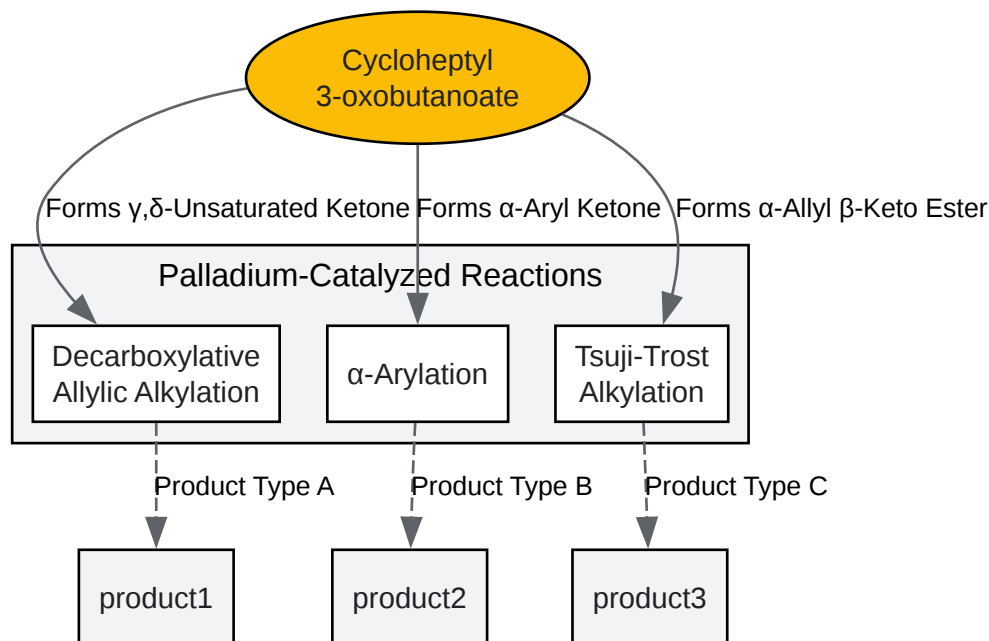 Cycloheptyl
3-oxobutanoate
Forms γ,δ-Unsaturated Ketone
Forms α-Aryl Ketone
Forms α-Allyl β-Keto Ester
Palladium-Catalyzed Reactions
Decarboxylative
Allylic Alkylation
α-Arylation
Tsuji-Trost
Alkylation
Product Type A
Product Type B
Product Type C
product1
product2
product3